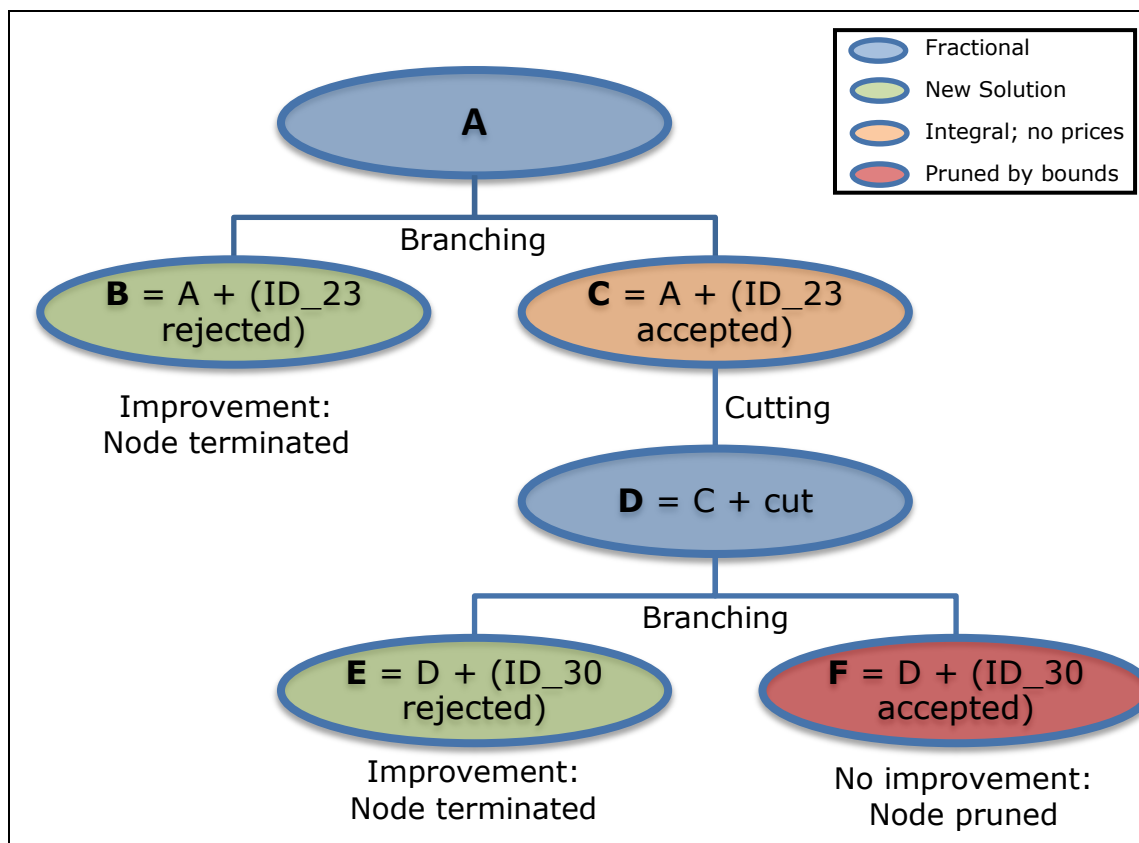 Fractional
New Solution
Integral; no prices
Pruned by bounds
A
Branching
B = A + (ID_23
rejected)
C = A + (ID_23
accepted)
Improvement:
Node terminated
Cutting
D = C + cut
Branching
E = D + (ID_30
rejected)
F = D + (ID_30
accepted)
Improvement:
Node terminated
No improvement:
Node pruned